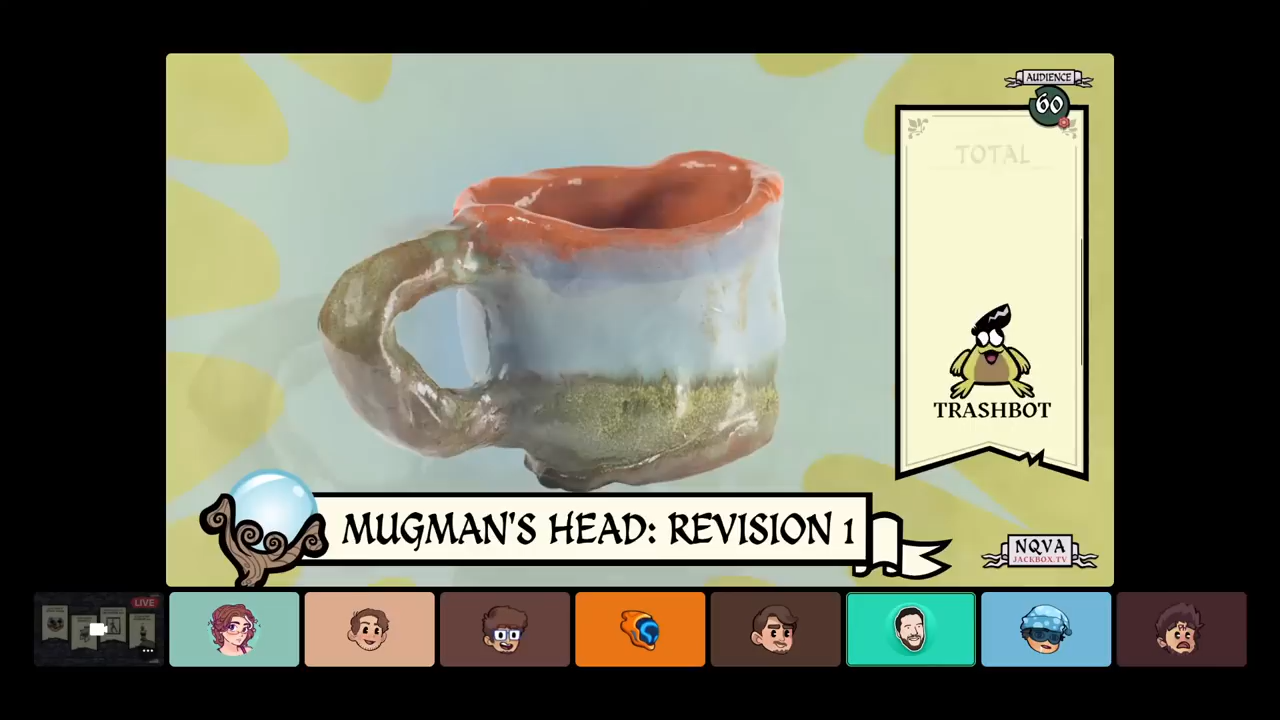 AUDIENCE
60
TOTAL
TRASHBOT
MUGMAN'S HEAD: REVISION 1
NQVA
JACKBOX.TV
LIVE